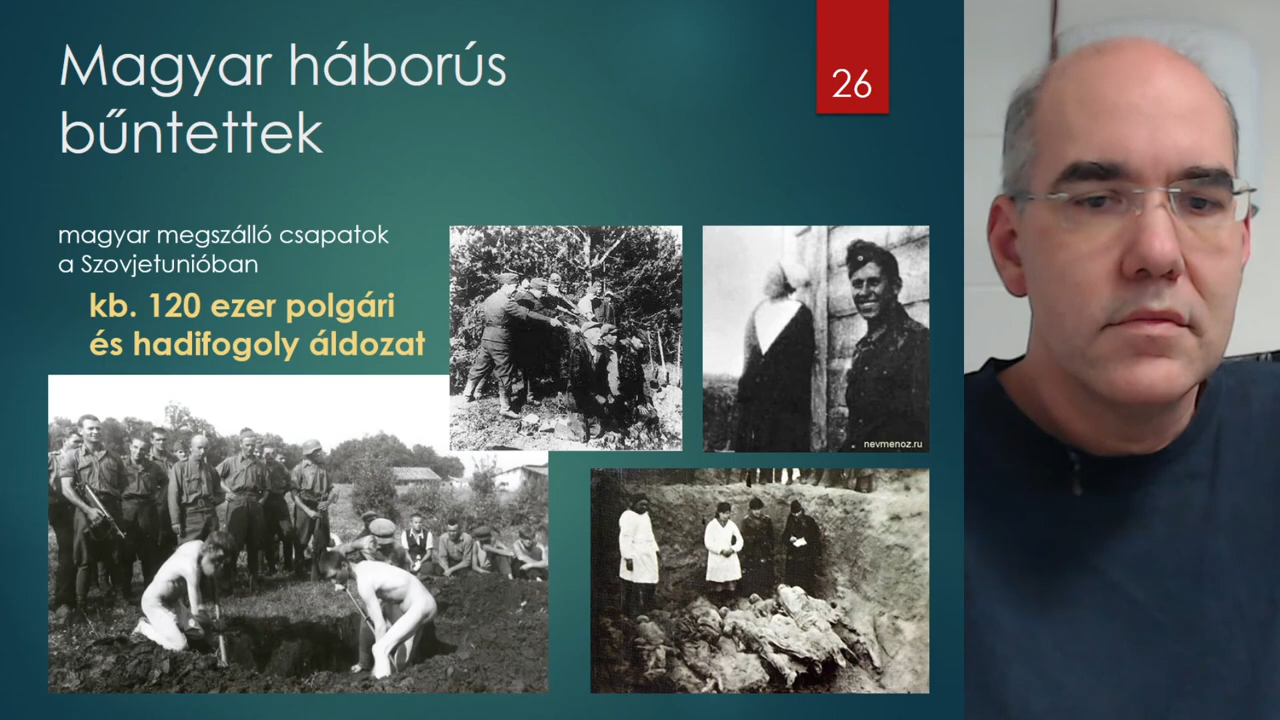 Magyar háborús
bűntettek
26
magyar megszálló csapatok
a Szovjetunióban
kb. 120 ezer polgári
és hadifogoly áldozat
nevmenoz.ru